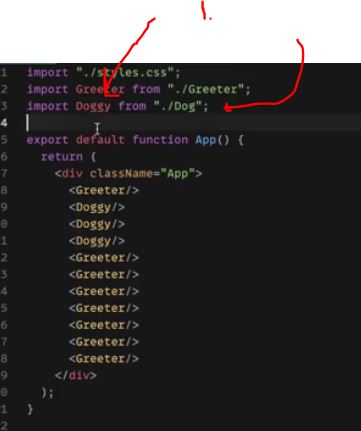 1.
1 import "./styles.css";
2 import Greeter from "./Greeter";
3 import Doggy from "./Dog";
4
5 export default function App() {
6 return (
7 <div className="App">
8 <Greeter/>
9 <Doggy/>
0 <Doggy/>
1 <Doggy/>
2 <Greeter/>
3 <Greeter/>
4 <Greeter/>
5 <Greeter/>
6 <Greeter/>
7 <Greeter/>
8 <Greeter/>
9 </div>
0 );
1 }
2